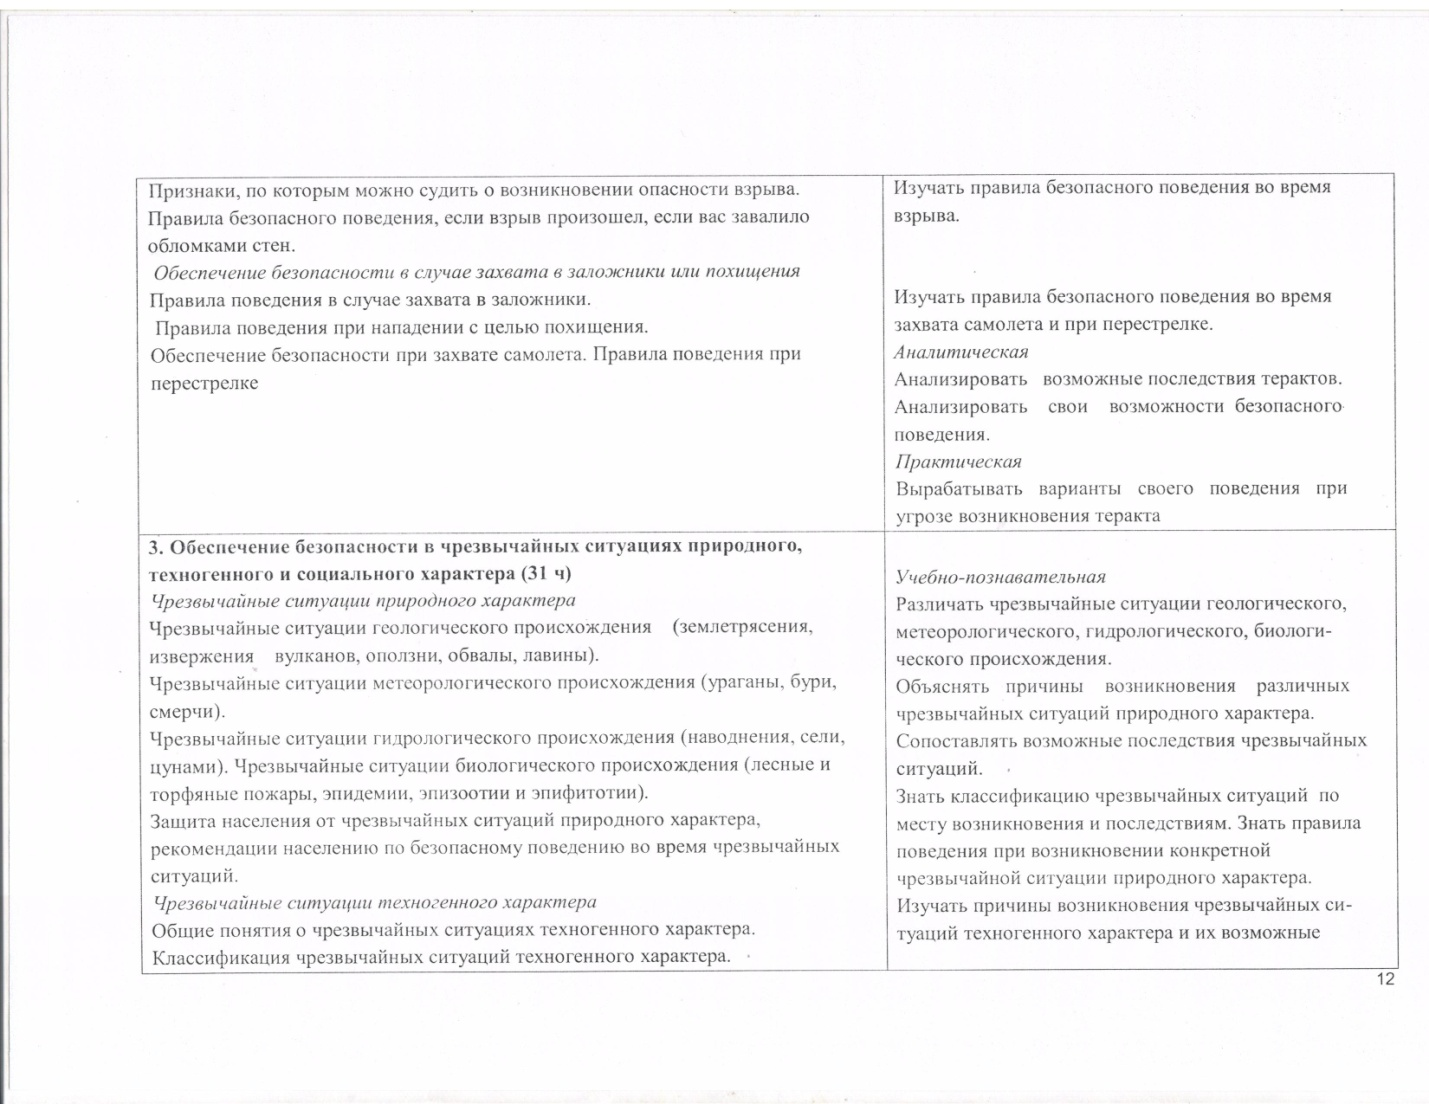 Признаки, по которым можно судить о возникновении опасности взрыва.
Правила безопасного поведения, если взрыв произошел, если вас завалило
обломками стен.
Обеспечение безопасности в случае захвата в заложники или похищения
Правила поведения в случае захвата в заложники.
Правила поведения при нападении с целью похищения.
Обеспечение безопасности при захвате самолета. Правила поведения при
перестрелке
Изучать правила безопасного поведения во время
взрыва.
Изучать правила безопасного поведения во время
захвата самолета и при перестрелке.
Аналитическая
Анализировать возможные последствия терактов.
Анализировать свои возможности безопасного
поведения.
Практическая
Вырабатывать варианты своего поведения при
угрозе возникновения теракта
3. Обеспечение безопасности в чрезвычайных ситуациях природного,
техногенного и социального характера (31 ч)
Чрезвычайные ситуации природного характера
Чрезвычайные ситуации геологического происхождения (землетрясения,
извержения вулканов, оползни, обвалы, лавины).
Чрезвычайные ситуации метеорологического происхождения (ураганы, бури,
смерчи).
Чрезвычайные ситуации гидрологического происхождения (наводнения, сели,
цунами). Чрезвычайные ситуации биологического происхождения (лесные и
торфяные пожары, эпидемии, эпизоотии и эпифитотии).
Защита населения от чрезвычайных ситуаций природного характера,
рекомендации населению по безопасному поведению во время чрезвычайных
ситуаций.
Чрезвычайные ситуации техногенного характера
Общие понятия о чрезвычайных ситуациях техногенного характера.
Классификация чрезвычайных ситуаций техногенного характера.
Учебно-познавательная
Различать чрезвычайные ситуации геологического,
метеорологического, гидрологического, биологи-
ческого происхождения.
Объяснять причины возникновения различных
чрезвычайных ситуаций природного характера.
Сопоставлять возможные последствия чрезвычайных
ситуаций.
Знать классификацию чрезвычайных ситуаций по
месту возникновения и последствиям. Знать правила
поведения при возникновении конкретной
чрезвычайной ситуации природного характера.
Изучать причины возникновения чрезвычайных си-
туаций техногенного характера и их возможные
12